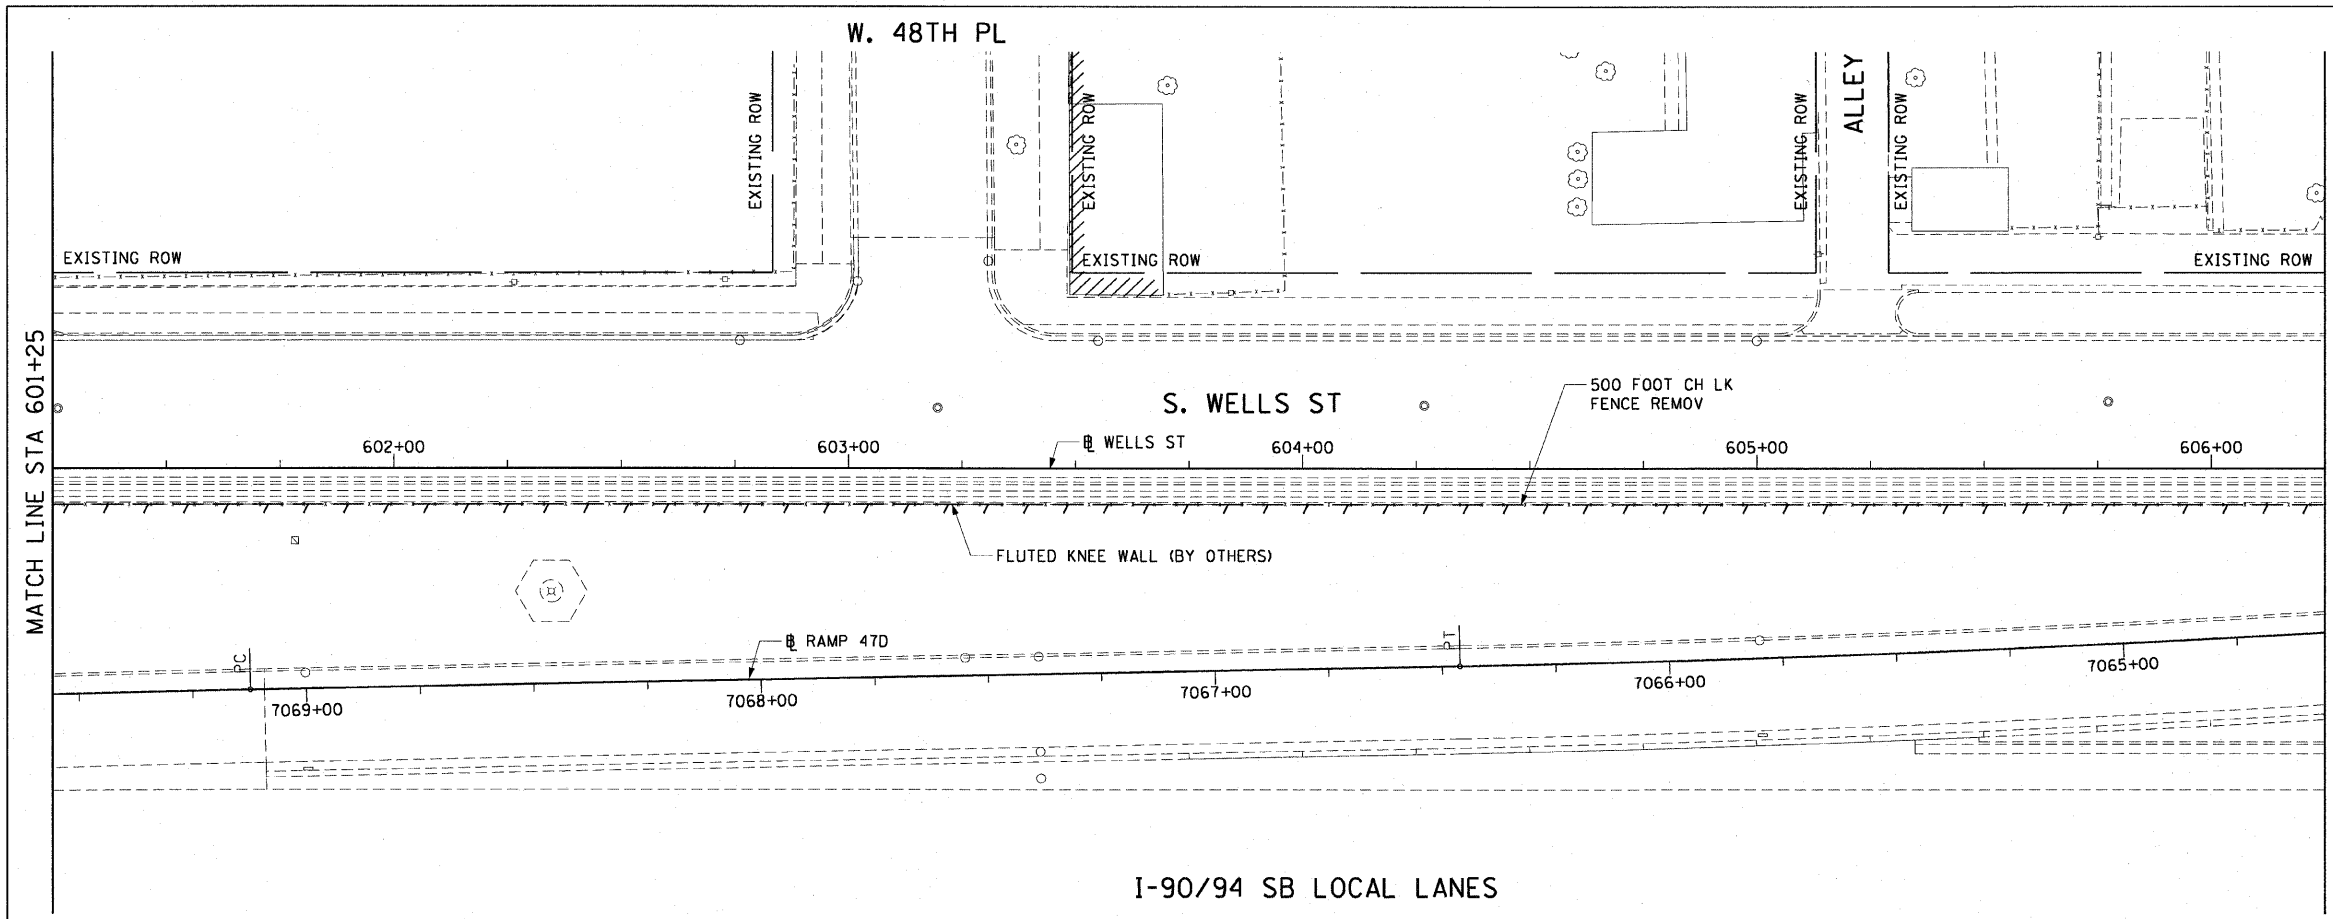 W. 48TH PL
ALLEY
EXISTING ROW
EXISTING ROW
EXISTING ROW
EXISTING ROW
EXISTING ROW
EXISTING ROW
EXISTING ROW
MATCH LINE STA 601+25
S. WELLS ST
500 FOOT CH LK
FENCE REMOV
602+00
603+00
BL WELLS ST
604+00
605+00
606+00
FLUTED KNEE WALL (BY OTHERS)
PC
BL RAMP 47D
PT
7069+00
7068+00
7067+00
7066+00
7065+00
I-90/94 SB LOCAL LANES